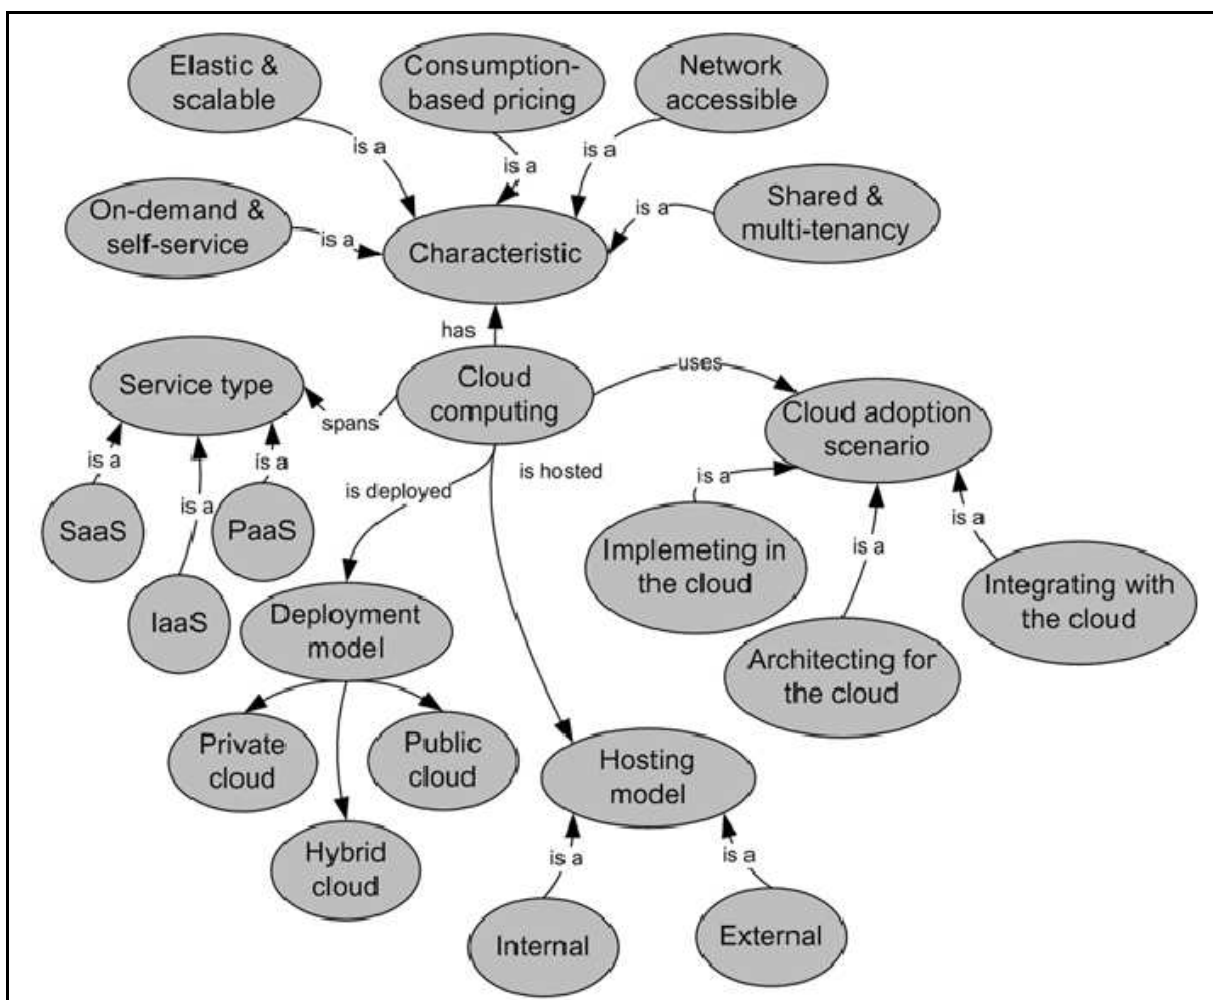 Elastic &
scalable
Consumption-
based pricing
Network
accessible
is a
is a
is a
On-demand &
self-service
is a
Characteristic
is a
Shared &
multi-tenancy
has
Service type
spans
Cloud
computing
uses
Cloud adoption
scenario
is a
is a
is a
is deployed
is hosted
is a
is a
is a
SaaS
IaaS
PaaS
Implemeting in
the cloud
Architecting for
the cloud
Integrating with
the cloud
Deployment
model
Private
cloud
Public
cloud
Hybrid
cloud
Hosting
model
is a
is a
Internal
External